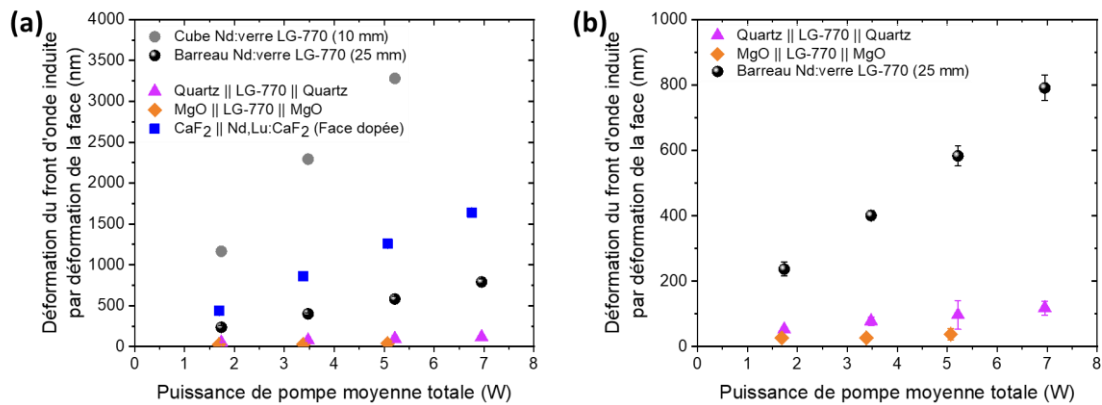 (a)
Déformation du front d'onde induite
par déformation de la face (nm)
4000
3500
3000
2500
2000
1500
1000
500
0
Cube Nd:verre LG-770 (10 mm)
Barreau Nd:verre LG-770 (25 mm)
Quartz || LG-770 || Quartz
MgO || LG-770 || MgO
CaF2 || Nd,Lu:CaF2 (Face dopée)
0 1 2 3 4 5 6 7 8
Puissance de pompe moyenne totale (W)
(b)
Déformation du front d'onde induite
par déformation de la face (nm)
1000
800
600
400
200
0
Quartz || LG-770 || Quartz
MgO || LG-770 || MgO
Barreau Nd:verre LG-770 (25 mm)
0 1 2 3 4 5 6 7 8
Puissance de pompe moyenne totale (W)